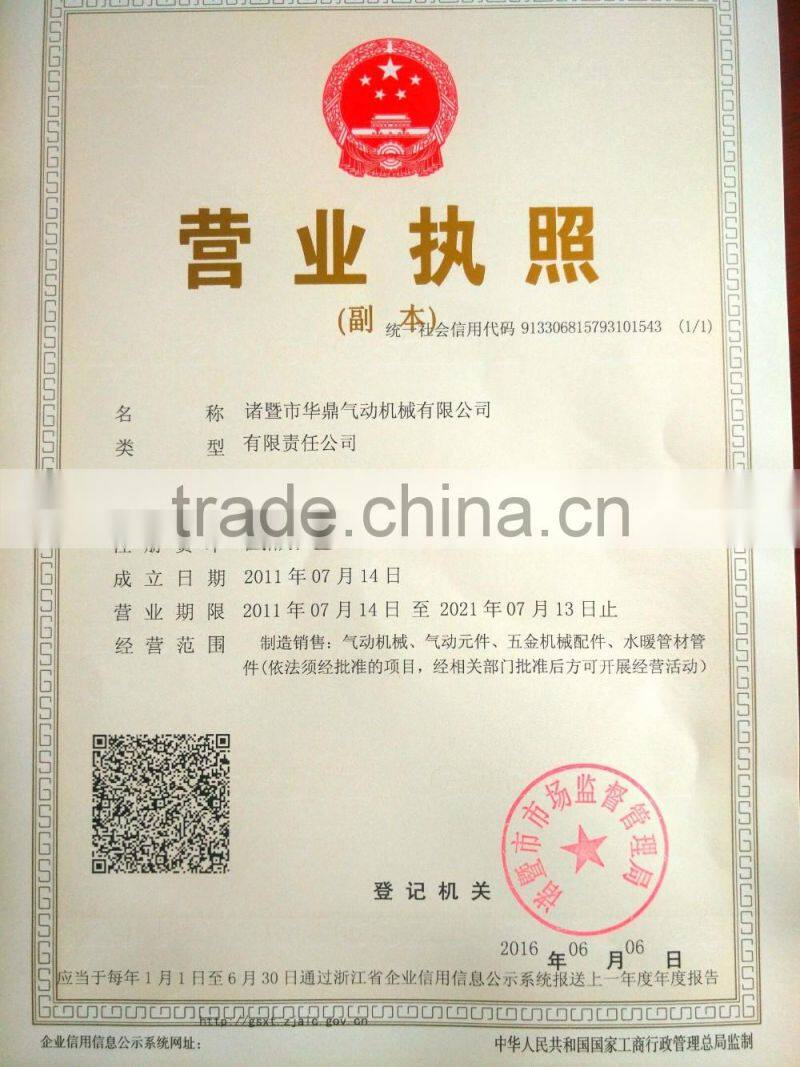 营业执照
(副 本)
统一社会信用代码 913306815793101543 (1/1)
名 称 诸暨市华鼎气动机械有限公司
类 型 有限责任公司
trade.china.cn
成立日期 2011年07月14日
营业期限 2011年07月14日 至 2021年07月13日止
经营范围 制造销售：气动机械、气动元件、五金机械配件、水暖管材管
件(依法须经批准的项目，经相关部门批准后方可开展经营活动)
诸暨市市场监督管理局
登记机关
2016 年 06 月 06 日
应当于每年1月1日至6月30日通过浙江省企业信用信息公示系统报送上一年度年度报告
http://gsxt.zjaic.gov.cn
企业信用信息公示系统网址：
中华人民共和国国家工商行政管理总局监制